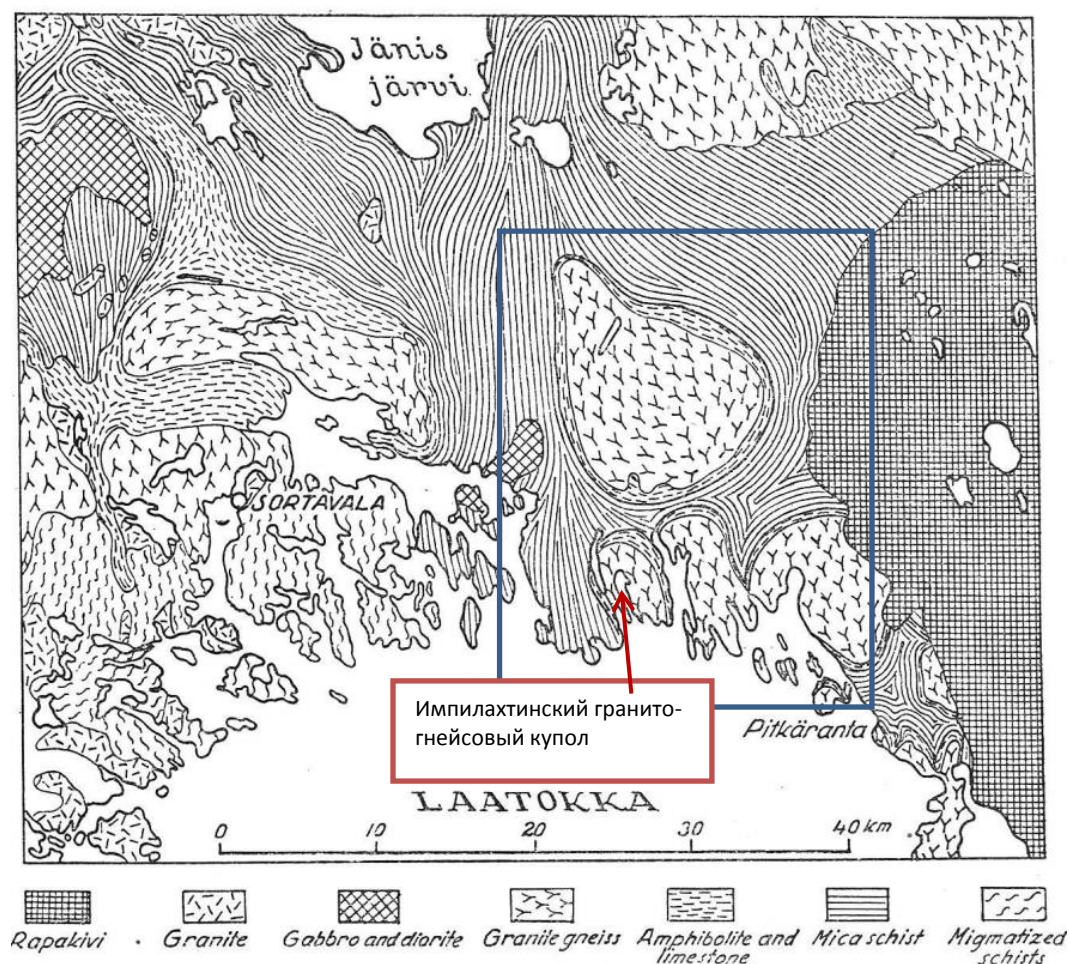 Jänis
järvi.
SORTAVALA
Импилахтинский гранито-
гнейсовый купол
Pitkäranta
LAATOKKA
0 10 20 30 40 km
Rapakivi Granite Gabbro and diorite Granite gneiss Amphibolite and limestone Mica schist Migmatized schists